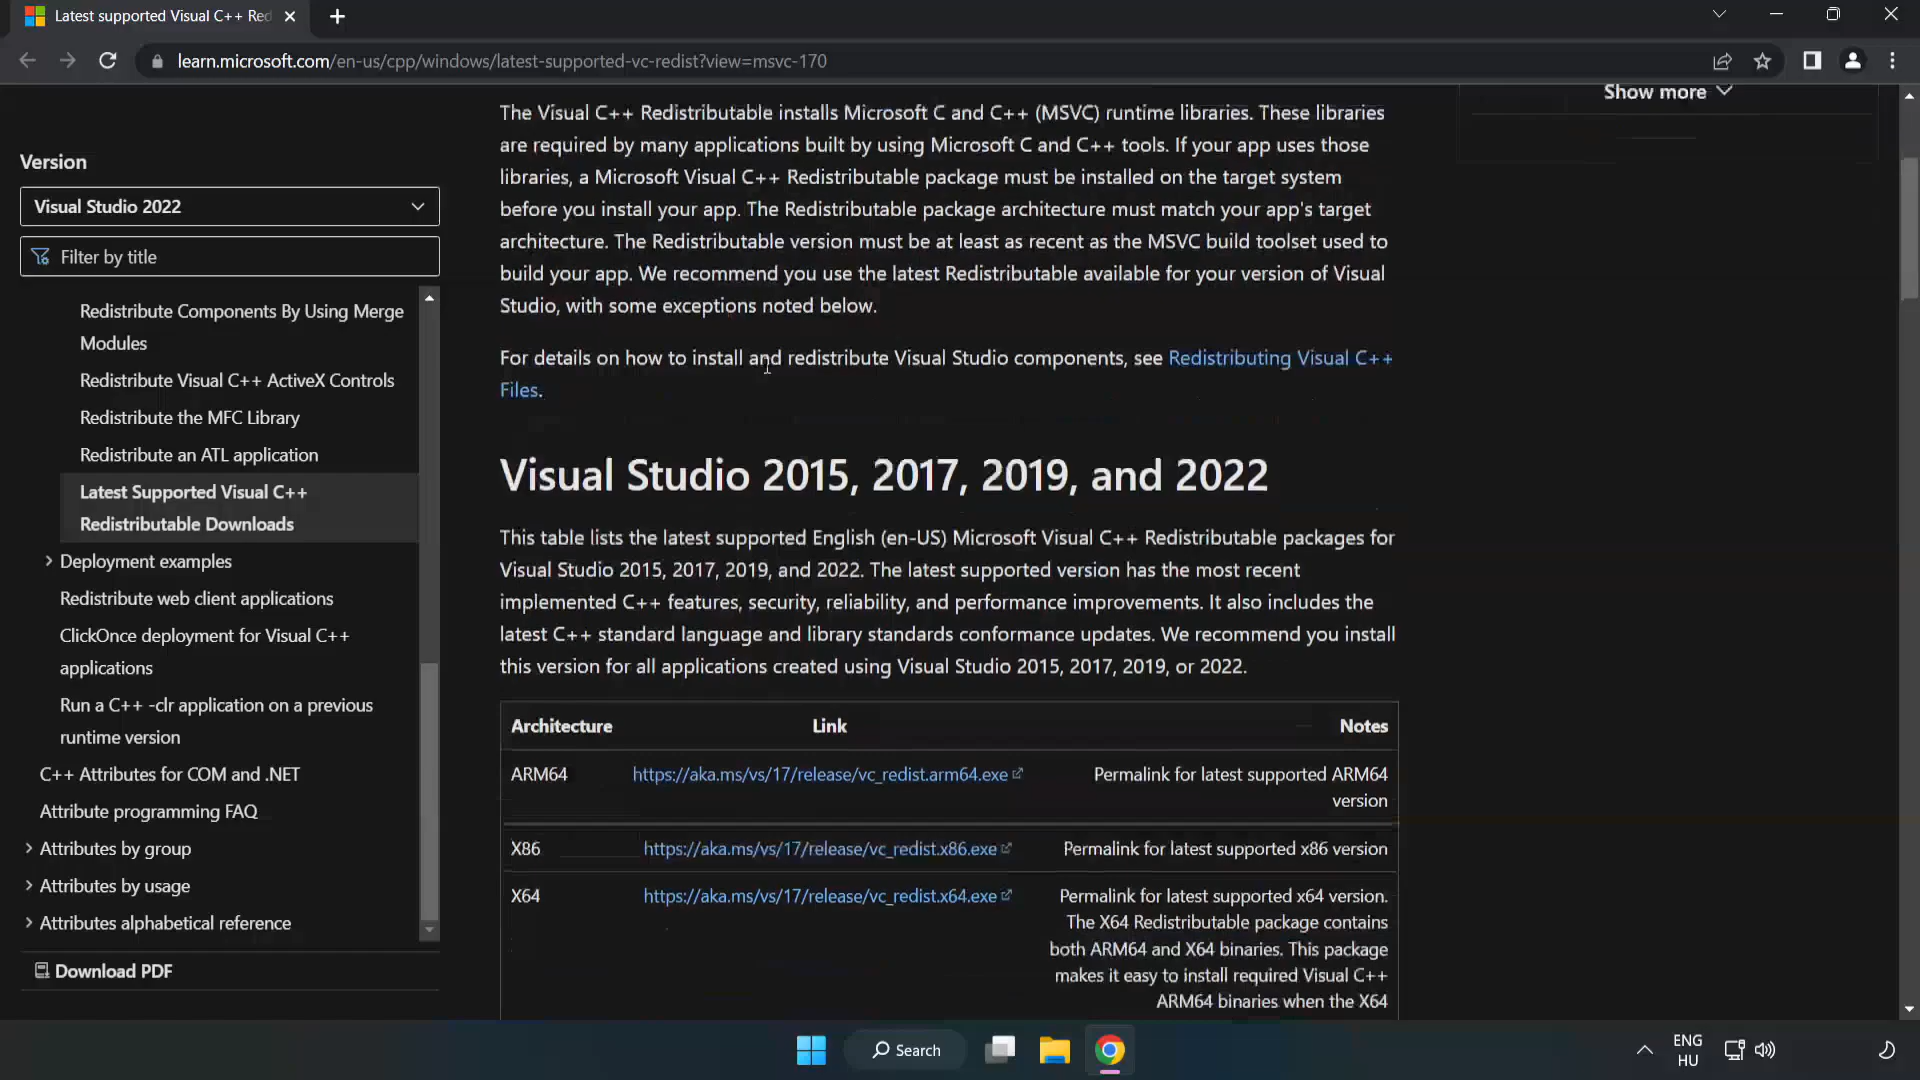 Latest supported Visual C++ Red
learn.microsoft.com/en-us/cpp/windows/latest-supported-vc-redist?view=msvc-170
Show more
Version
Visual Studio 2022
Filter by title
Redistribute Components By Using Merge
Modules
Redistribute Visual C++ ActiveX Controls
Redistribute the MFC Library
Redistribute an ATL application
Latest Supported Visual C++
Redistributable Downloads
Deployment examples
Redistribute web client applications
ClickOnce deployment for Visual C++
applications
Run a C++ -clr application on a previous
runtime version
C++ Attributes for COM and .NET
Attribute programming FAQ
Attributes by group
Attributes by usage
Attributes alphabetical reference
Download PDF
The Visual C++ Redistributable installs Microsoft C and C++ (MSVC) runtime libraries. These libraries
are required by many applications built by using Microsoft C and C++ tools. If your app uses those
libraries, a Microsoft Visual C++ Redistributable package must be installed on the target system
before you install your app. The Redistributable package architecture must match your app's target
architecture. The Redistributable version must be at least as recent as the MSVC build toolset used to
build your app. We recommend you use the latest Redistributable available for your version of Visual
Studio, with some exceptions noted below.
For details on how to install and redistribute Visual Studio components, see Redistributing Visual C++
Files.
Visual Studio 2015, 2017, 2019, and 2022
This table lists the latest supported English (en-US) Microsoft Visual C++ Redistributable packages for
Visual Studio 2015, 2017, 2019, and 2022. The latest supported version has the most recent
implemented C++ features, security, reliability, and performance improvements. It also includes the
latest C++ standard language and library standards conformance updates. We recommend you install
this version for all applications created using Visual Studio 2015, 2017, 2019, or 2022.
Architecture Link Notes
ARM64 https://aka.ms/vs/17/release/vc_redist.arm64.exe Permalink for latest supported ARM64
version
X86 https://aka.ms/vs/17/release/vc_redist.x86.exe Permalink for latest supported x86 version
X64 https://aka.ms/vs/17/release/vc_redist.x64.exe Permalink for latest supported x64 version.
The X64 Redistributable package contains
both ARM64 and X64 binaries. This package
makes it easy to install required Visual C++
ARM64 binaries when the X64
Search
ENG
HU